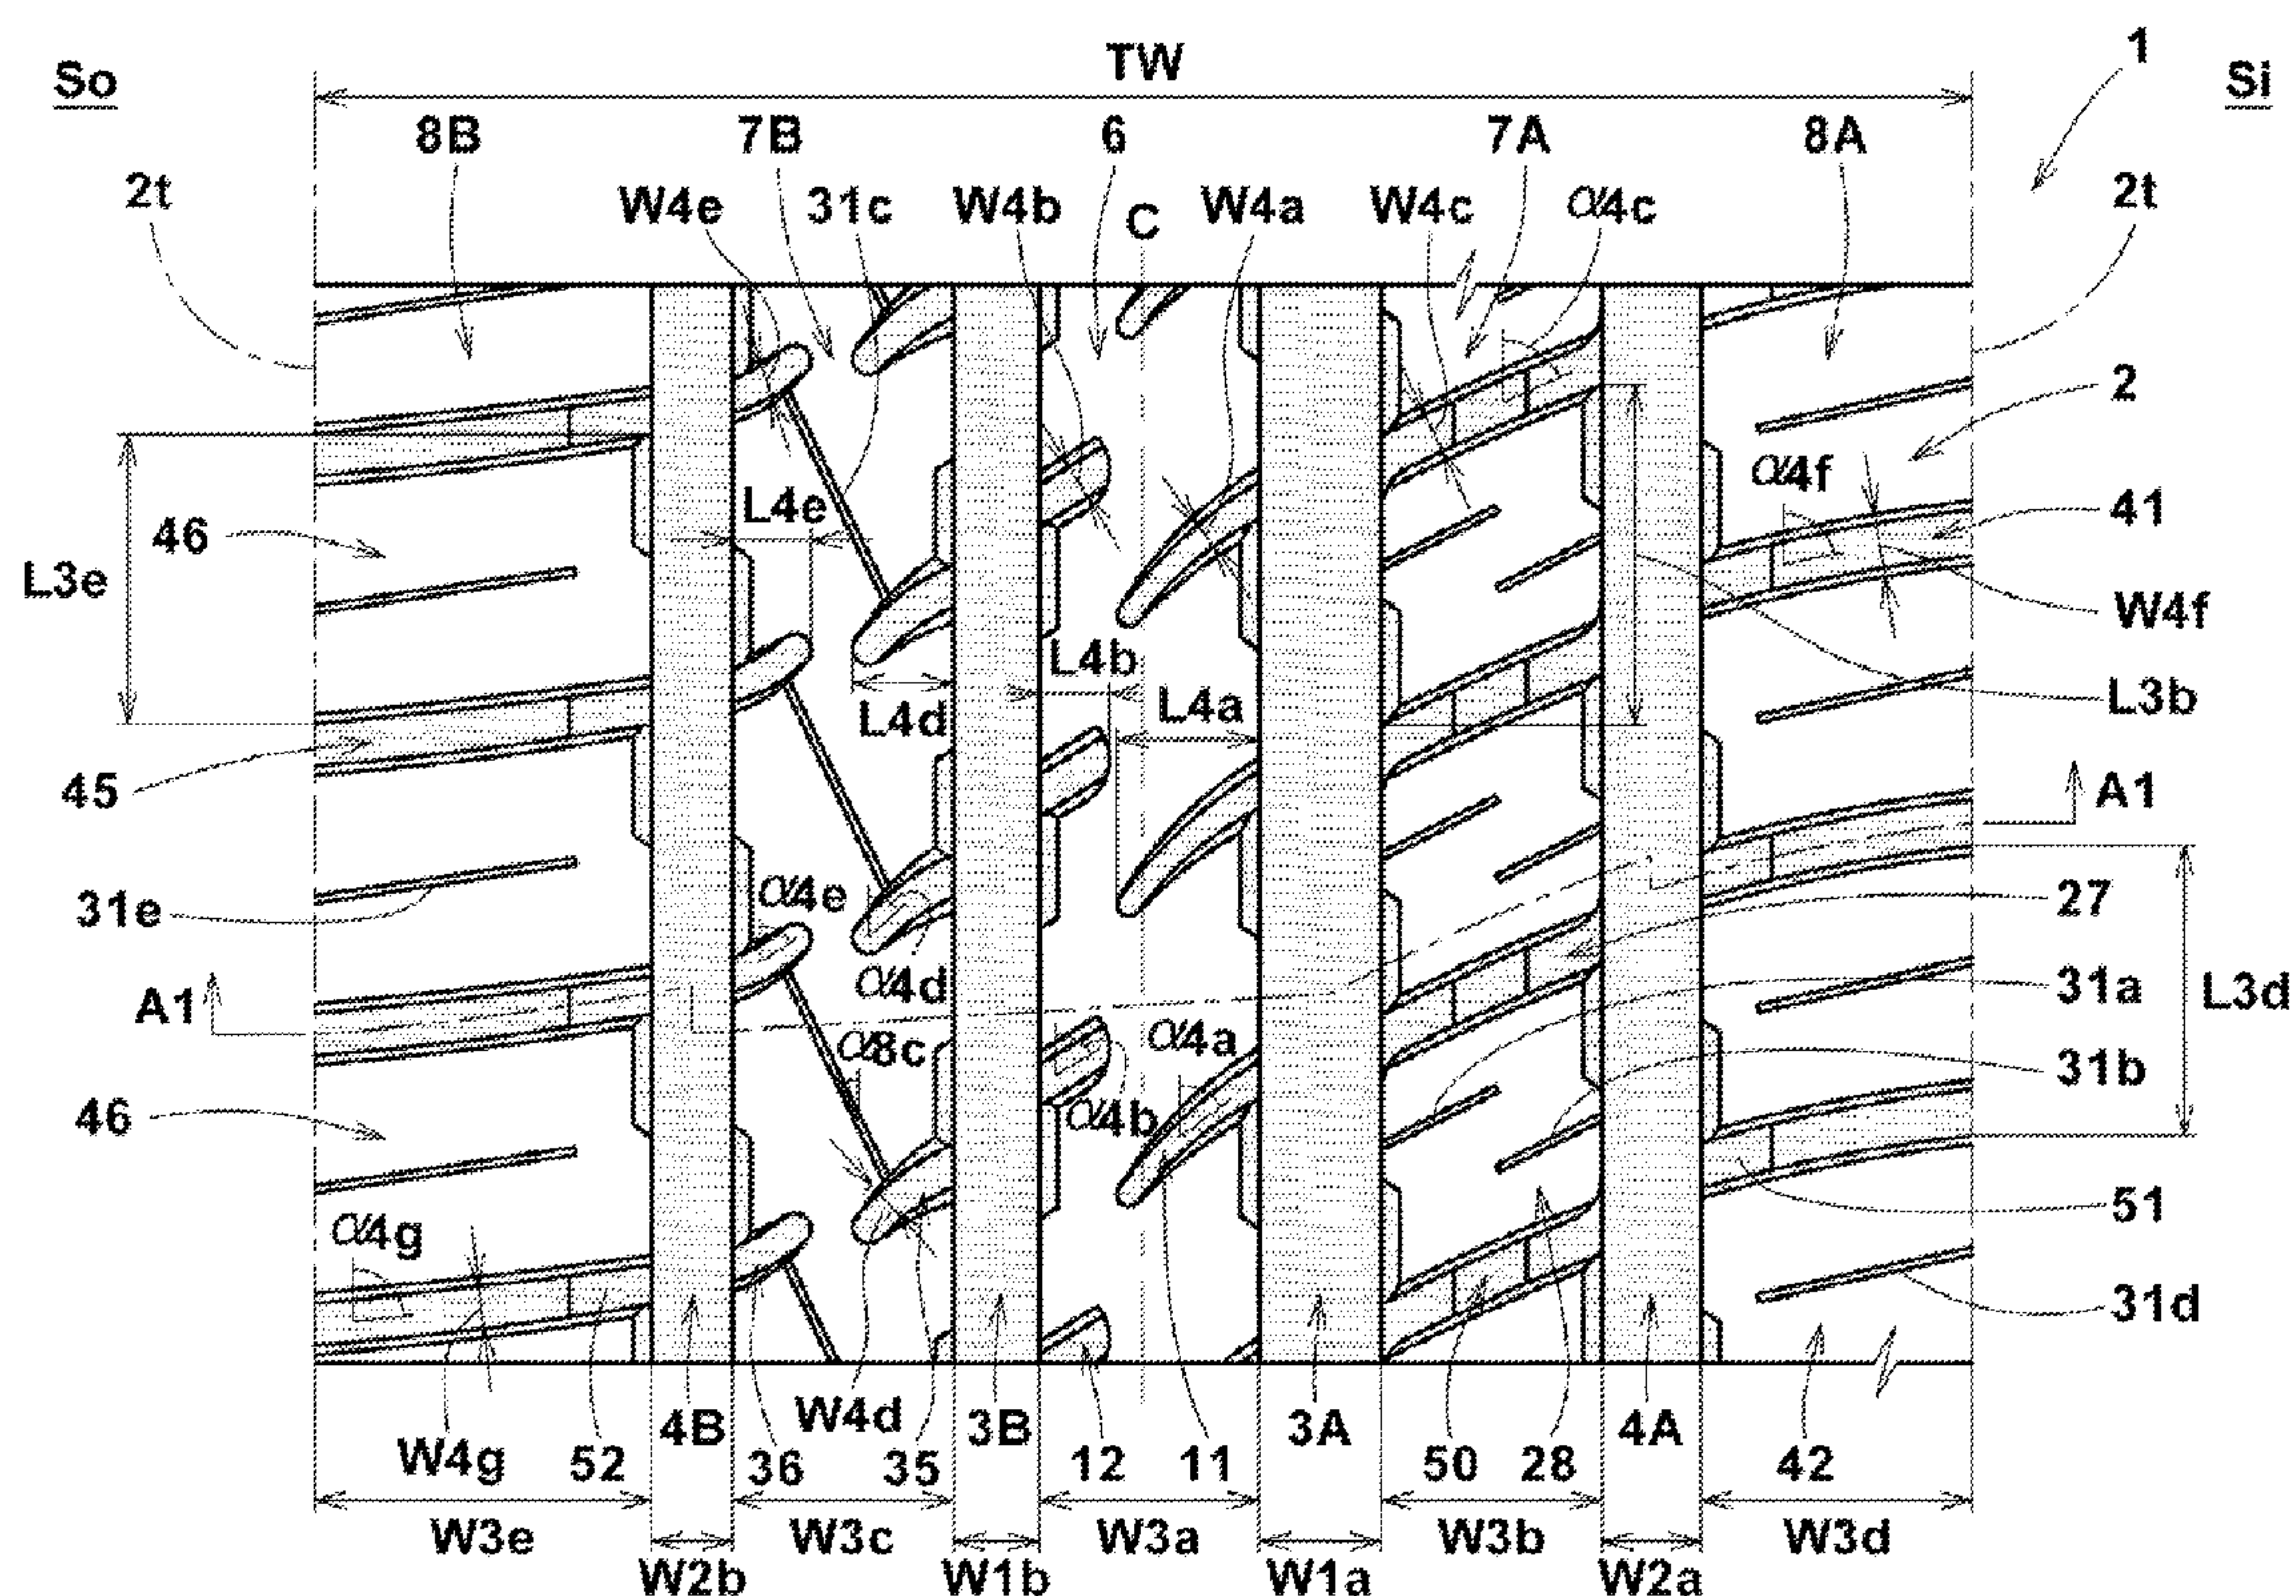 TW
1
So
Si
8B
7B
6
7A
8A
2t
W4e
31c
W4b
C
W4a
W4c
α4c
2t
2
α4f
41
L4e
46
L3e
W4f
L4b
L4d
L4a
L3b
45
A1
α4e
31e
27
α4d
A1
31a
L3d
α8c
α4a
31b
46
α4b
51
α4g
31d
W4d
4B
3B
3A
4A
W4g
52
36
35
12
11
50
28
42
W3e
W3c
W3a
W3b
W3d
W2b
W1b
W1a
W2a